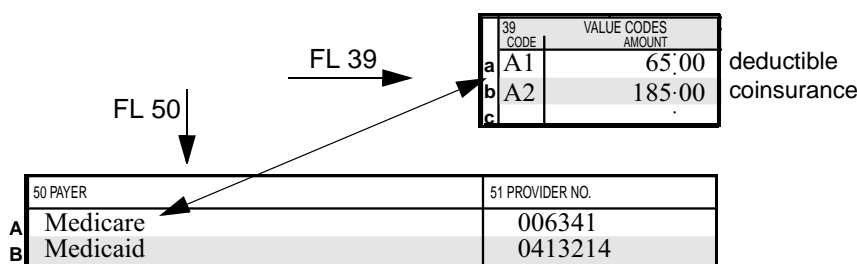 39 VALUE CODES
CODE AMOUNT
FL 39
a A1 65.00 deductible
b A2 185.00 coinsurance
c .
FL 50
50 PAYER 51 PROVIDER NO.
A Medicare 006341
B Medicaid 0413214